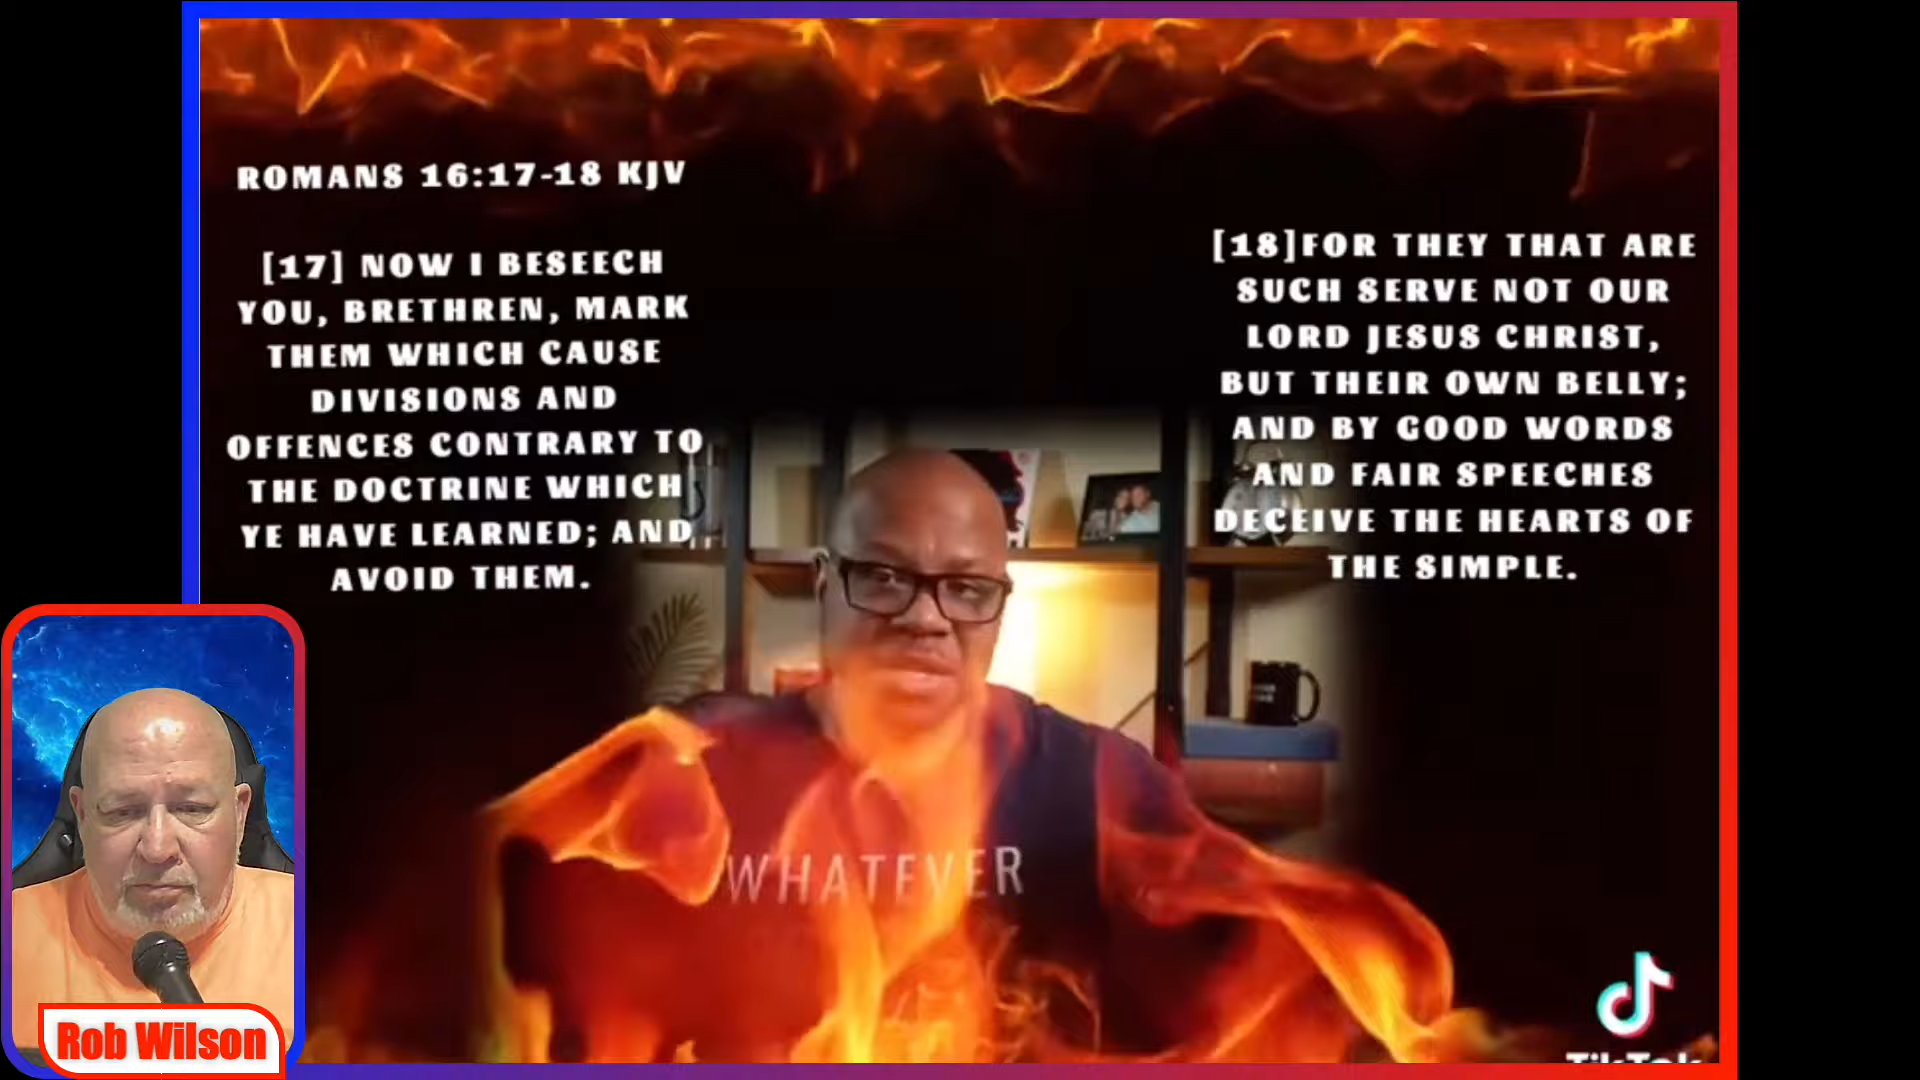 ROMANS 16:17-18 KJV
[17] NOW I BESEECH
YOU, BRETHREN, MARK
THEM WHICH CAUSE
DIVISIONS AND
OFFENCES CONTRARY TO
THE DOCTRINE WHICH
YE HAVE LEARNED; AND
AVOID THEM.
[18]FOR THEY THAT ARE
SUCH SERVE NOT OUR
LORD JESUS CHRIST,
BUT THEIR OWN BELLY;
AND BY GOOD WORDS
AND FAIR SPEECHES
DECEIVE THE HEARTS OF
THE SIMPLE.
WHATEVER
TikTok
Rob Wilson